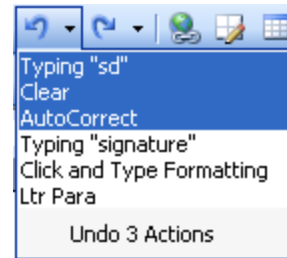 Typing "sd"
Clear
AutoCorrect
Typing "signature"
Click and Type Formatting
Ltr Para
Undo 3 Actions